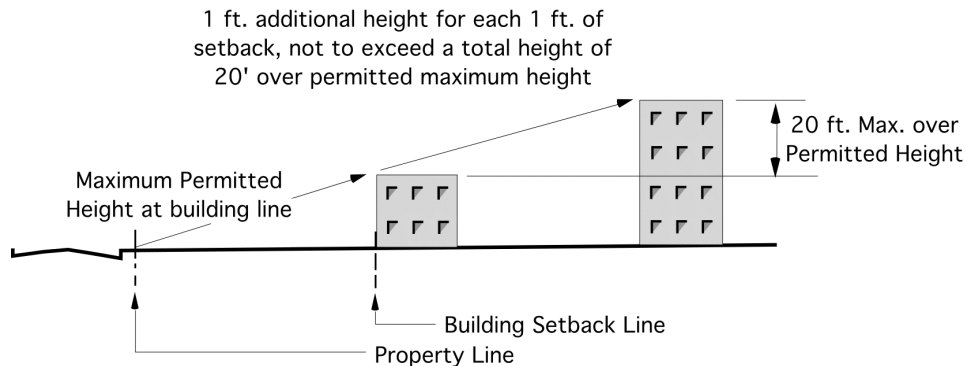 1 ft. additional height for each 1 ft. of
setback, not to exceed a total height of
20' over permitted maximum height
20 ft. Max. over
Permitted Height
Maximum Permitted
Height at building line
Building Setback Line
Property Line